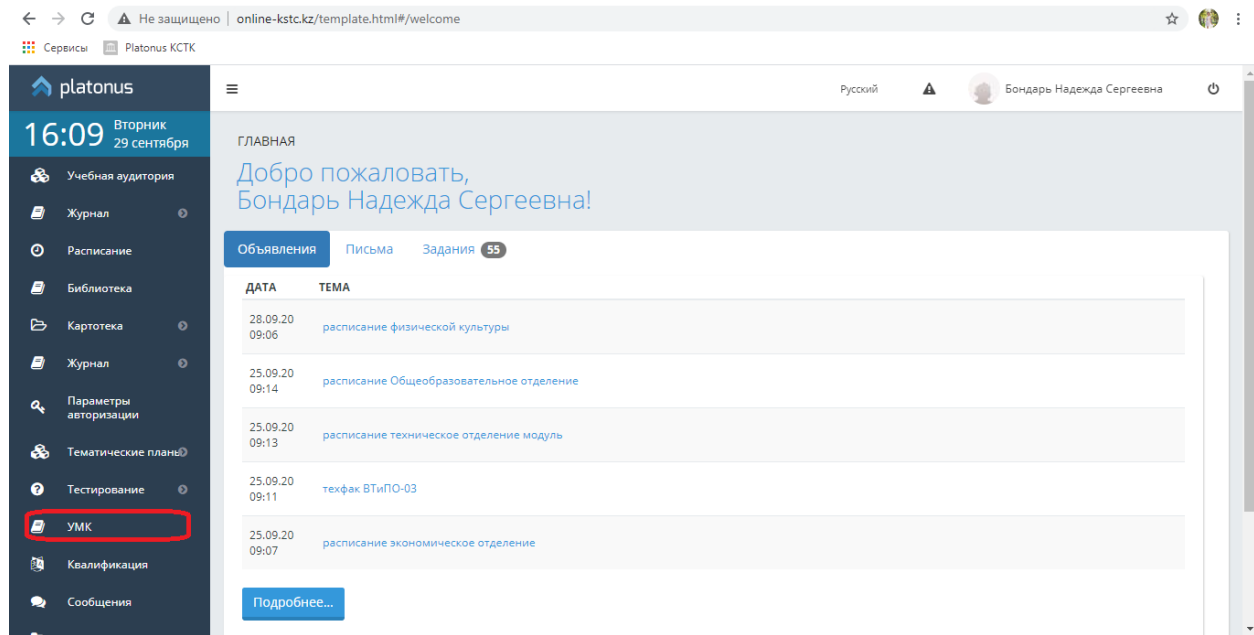 Не защищено | online-kstc.kz/template.html#/welcome
Сервисы Platonus КСТК
platonus
Русский Бондарь Надежда Сергеевна
16:09 Вторник
29 сентября
Учебная аудитория
Журнал
Расписание
Библиотека
Картотека
Журнал
Параметры
авторизации
Тематические планы
Тестирование
УМК
Квалификация
Сообщения
ГЛАВНАЯ
Добро пожаловать,
Бондарь Надежда Сергеевна!
Объявления Письма Задания 55
ДАТА ТЕМА
28.09.20
09:06
расписание физической культуры
25.09.20
09:14
расписание Общеобразовательное отделение
25.09.20
09:13
расписание техническое отделение модуль
25.09.20
09:11
техфак ВТиПО-03
25.09.20
09:07
расписание экономическое отделение
Подробнее...